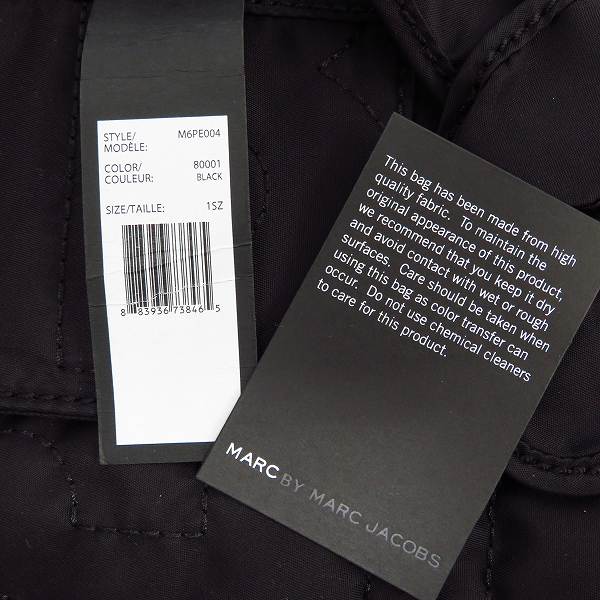 STYLE/
MODÈLE: M6PE004
COLOR/ 80001
COULEUR: BLACK
SIZE/TAILLE: 1SZ
8 83936 73846 5
This bag has been made from high
quality fabric. To maintain the
original appearance of this product,
we recommend that you keep it dry
and avoid contact with wet or rough
surfaces. Care should be taken when
using this bag as color transfer can
occur. Do not use chemical cleaners
to care for this product.
MARC BY MARC JACOBS